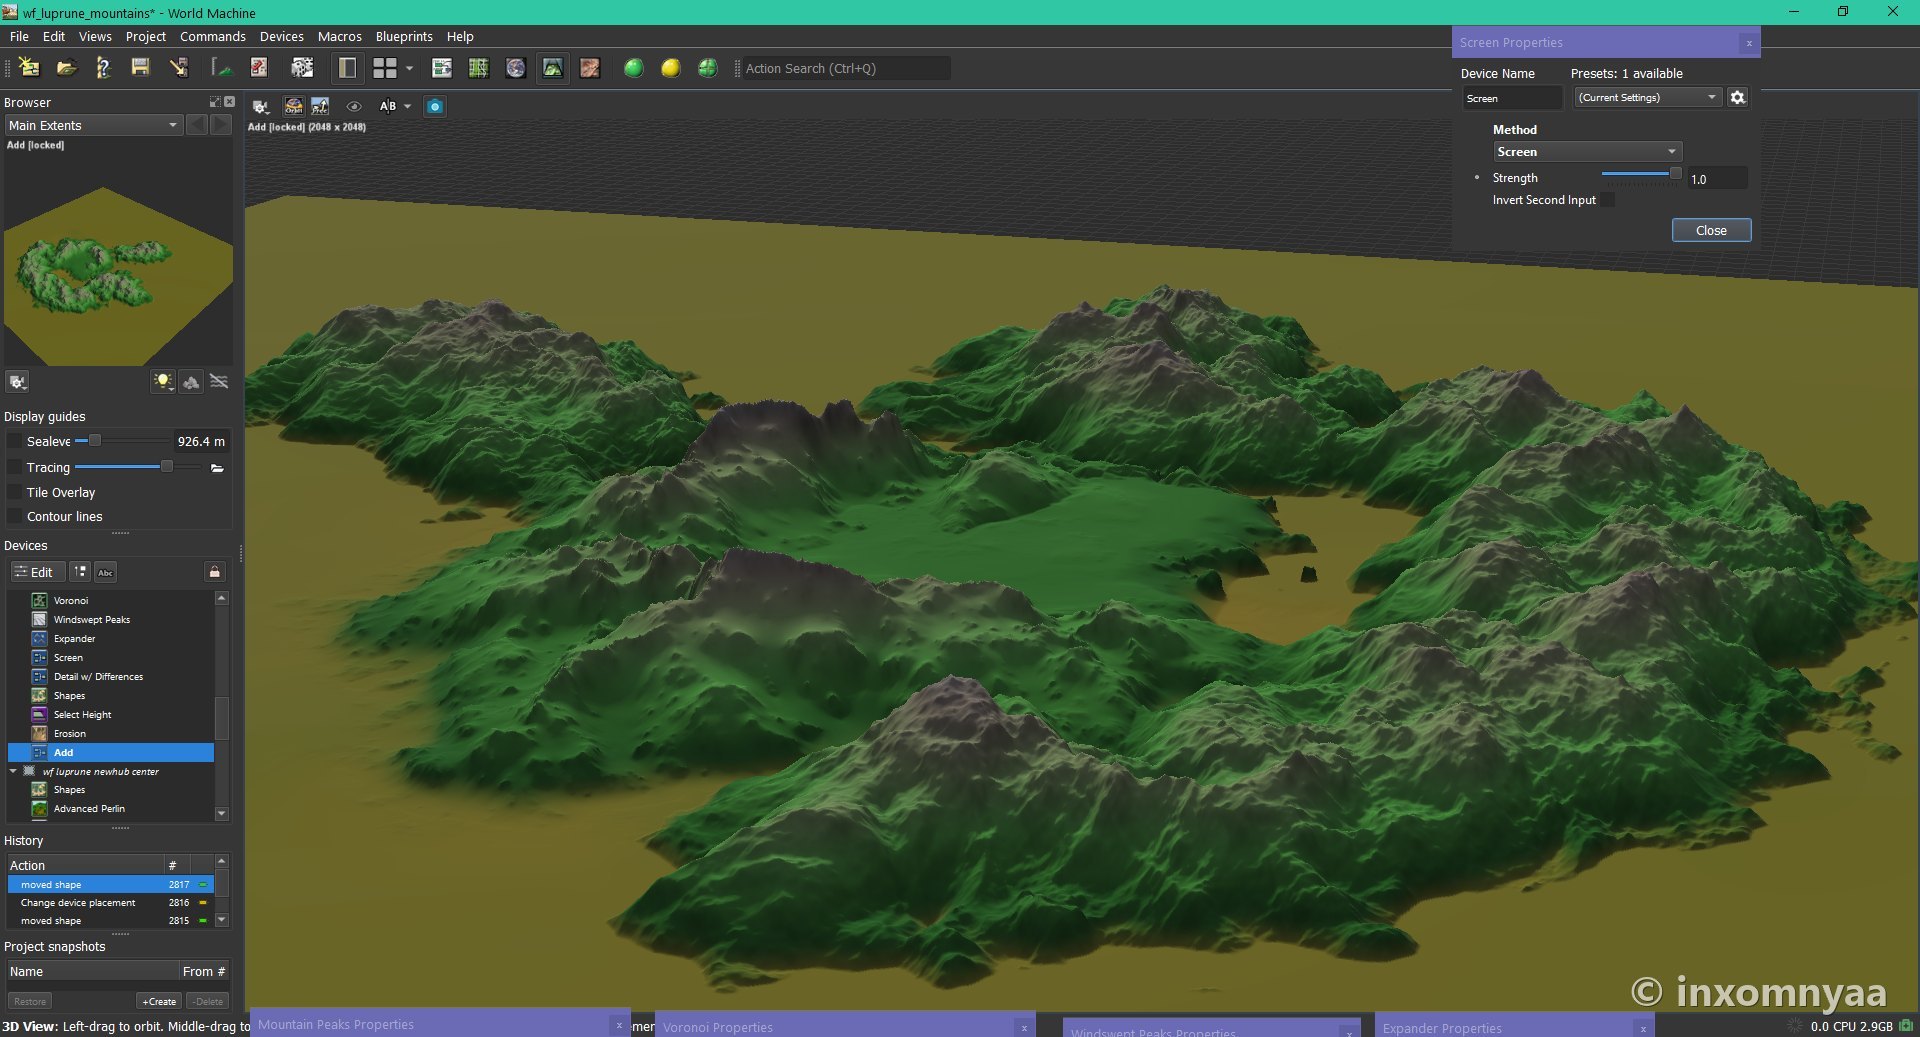 wf_luprune_mountains* - World Machine
File Edit Views Project Commands Devices Macros Blueprints Help
Action Search (Ctrl+Q)
Browser
Main Extents
Add [locked]
Display guides
Sealeve 926.4 m
Tracing
Tile Overlay
Contour lines
Devices
Edit Abc
Voronoi
Windswept Peaks
Expander
Screen
Detail w/ Differences
Shapes
Select Height
Erosion
Add
wf luprune newhub center
Shapes
Advanced Perlin
History
Action #
moved shape 2817
Change device placement 2816
moved shape 2815
Project snapshots
Name From #
Restore +Create -Delete
AB
Add [locked] (2048 x 2048)
Screen Properties x
Device Name Presets: 1 available
Screen (Current Settings)
Method
Screen
Strength 1.0
Invert Second Input
Close
© inxomnyaa
3D View: Left-drag to orbit. Middle-drag to
Mountain Peaks Properties x
emer
Voronoi Properties x
Windswept Peaks Properties x
Expander Properties x
0.0 CPU 2.9GB